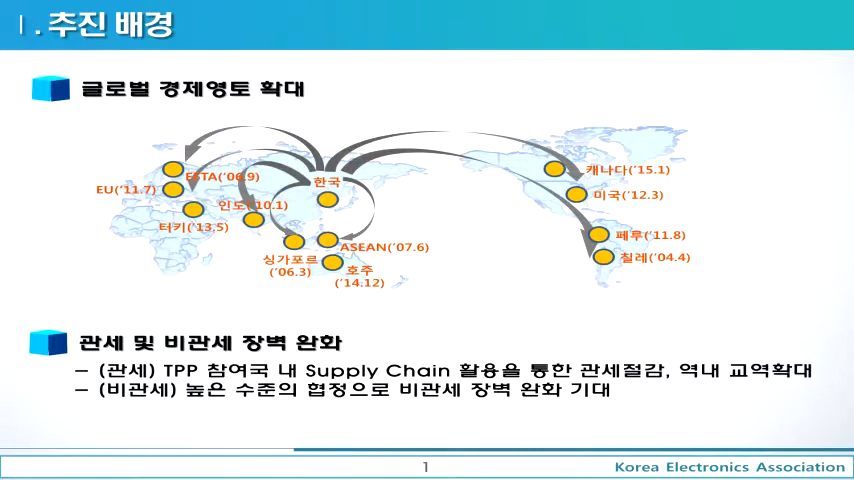 Ⅰ. 추진 배경
글로벌 경제영토 확대
EFTA(‘06.9)
EU(‘11.7)
터키(‘13.5)
인도(‘10.1)
한국
싱가포르
(‘06.3)
ASEAN(‘07.6)
호주
(‘14.12)
캐나다(‘15.1)
미국(‘12.3)
페루(‘11.8)
칠레(‘04.4)
관세 및 비관세 장벽 완화
– (관세) TPP 참여국 내 Supply Chain 활용을 통한 관세절감, 역내 교역확대
– (비관세) 높은 수준의 협정으로 비관세 장벽 완화 기대
1
Korea Electronics Association